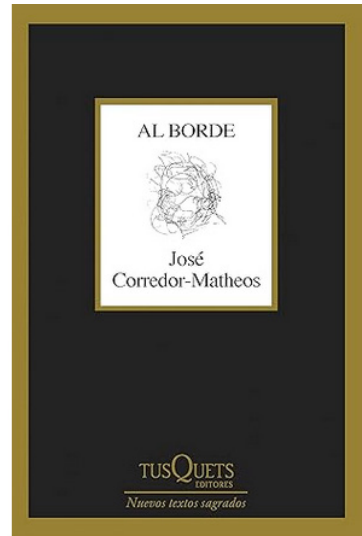 AL BORDE
José
Corredor-Matheos
TUSQUETS
EDITORES
Nuevos textos sagrados